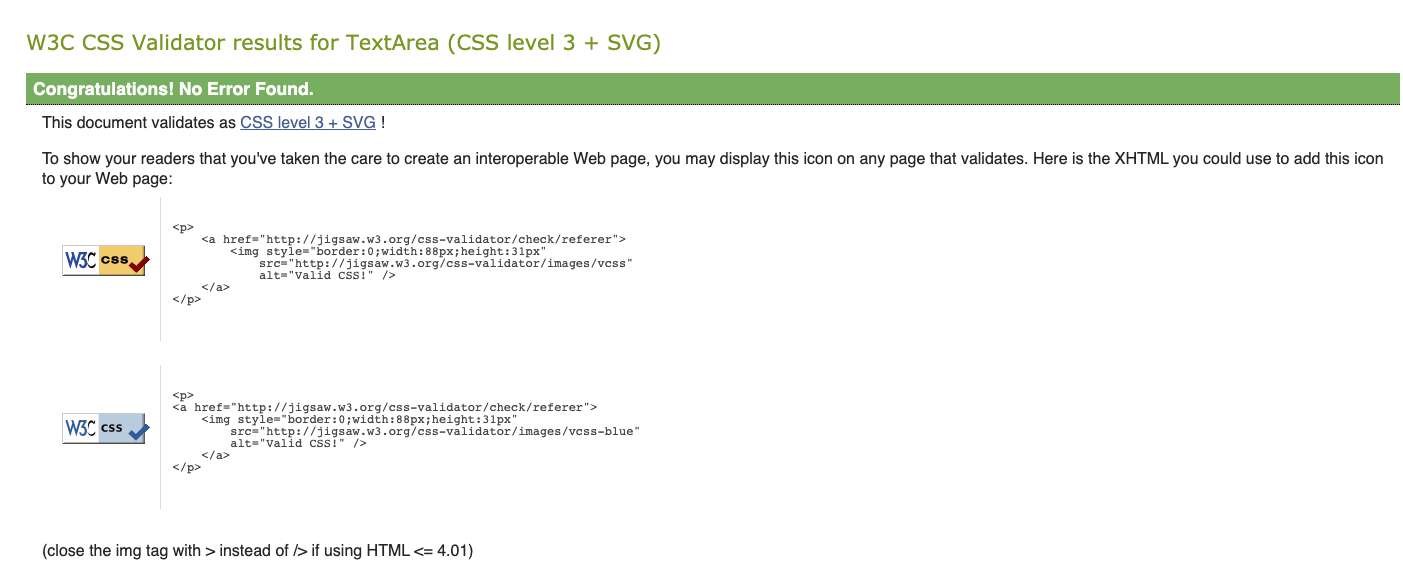 W3C CSS Validator results for TextArea (CSS level 3 + SVG)
Congratulations! No Error Found.
This document validates as CSS level 3 + SVG !
To show your readers that you've taken the care to create an interoperable Web page, you may display this icon on any page that validates. Here is the XHTML you could use to add this icon
to your Web page:
W3C css
<p>
    <a href="http://jigsaw.w3.org/css-validator/check/referer">
        <img style="border:0;width:88px;height:31px"
            src="http://jigsaw.w3.org/css-validator/images/vcss"
            alt="Valid CSS!" />
    </a>
</p>
W3C css
<p>
<a href="http://jigsaw.w3.org/css-validator/check/referer">
    <img style="border:0;width:88px;height:31px"
        src="http://jigsaw.w3.org/css-validator/images/vcss-blue"
        alt="Valid CSS!" />
    </a>
</p>
(close the img tag with > instead of /> if using HTML <= 4.01)